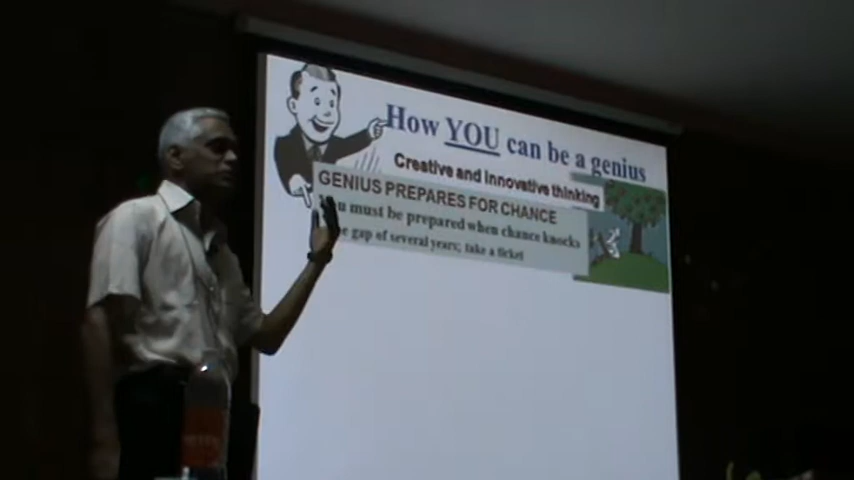 How YOU can be a genius
Creative and Innovative thinking
GENIUS PREPARES FOR CHANCE
must be prepared when chance knocks
gap of several years; take a ticket